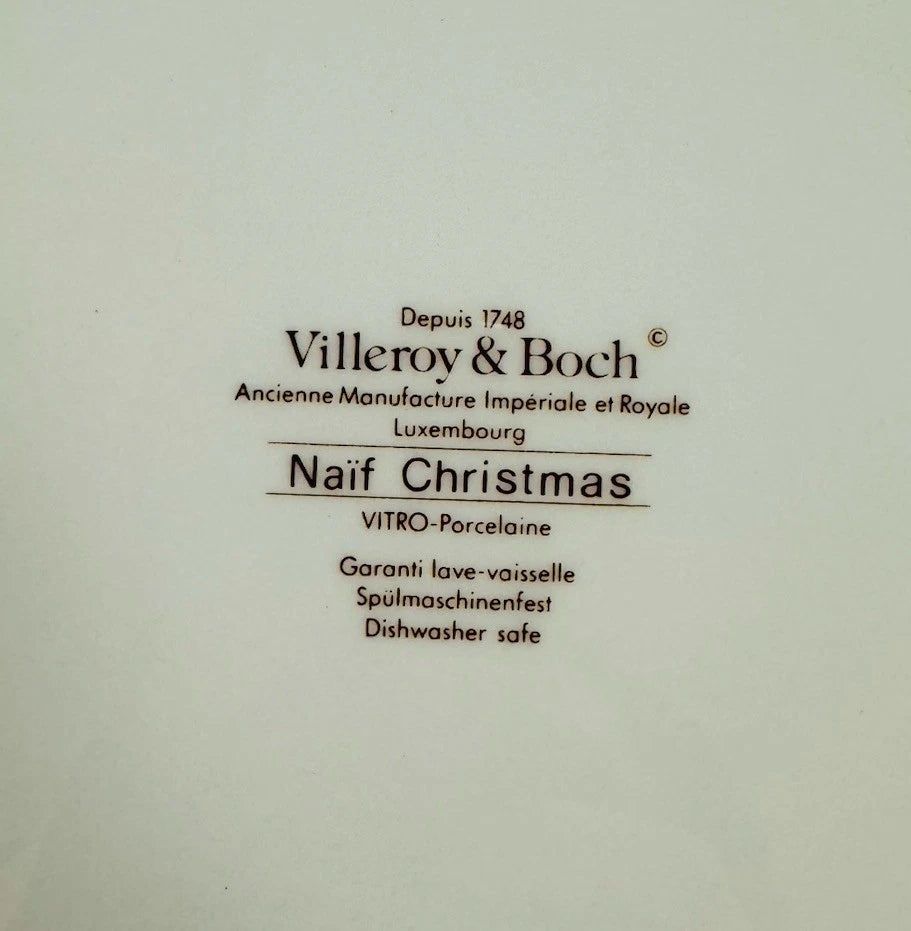 Depuis 1748
Villeroy & Boch ©
Ancienne Manufacture Impériale et Royale
Luxembourg
Naïf Christmas
VITRO-Porcelaine
Garanti lave-vaisselle
Spülmaschinenfest
Dishwasher safe